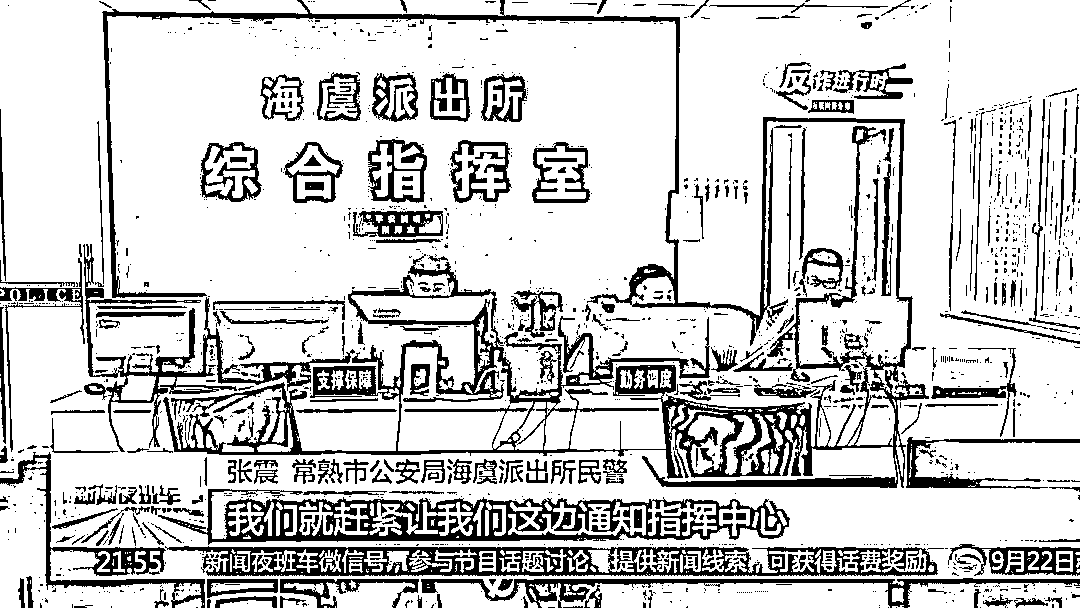 海虞派出所
综合指挥室
反诈进行时
POLICE
支撑保障
勤务调度
张震 常熟市公安局海虞派出所民警
新闻夜班车
我们就赶紧让我们这边通知指挥中心
21:55
新闻夜班车微信号,参与节目话题讨论、提供新闻线索,可获得话费奖励。
9月22日